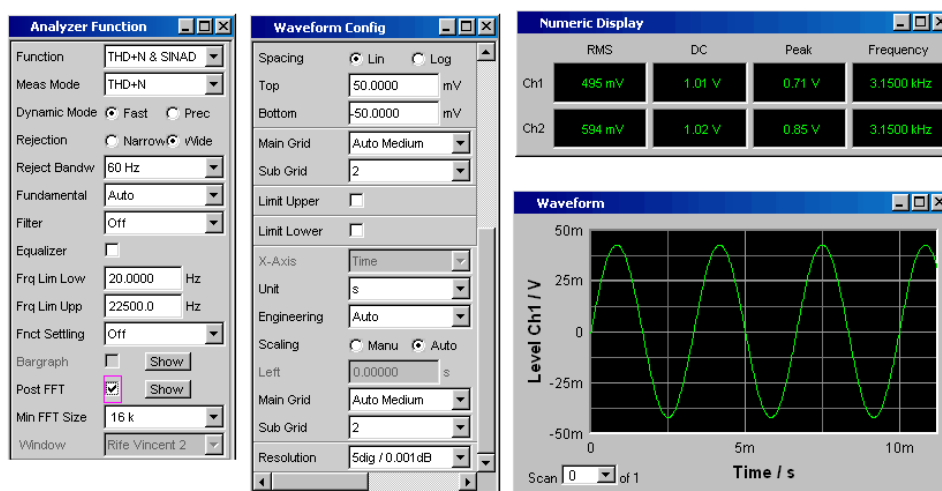 Analyzer Function
Function THD+N & SINAD
Meas Mode THD+N
Dynamic Mode Fast Prec
Rejection Narrow Wide
Reject Bandw 60 Hz
Fundamental Auto
Filter Off
Equalizer
Frq Lim Low 20.0000 Hz
Frq Lim Upp 22500.0 Hz
Fnct Settling Off
Bargraph Show
Post FFT Show
Min FFT Size 16 k
Window Rife Vincent 2
Waveform Config
Spacing Lin Log
Top 50.0000 mV
Bottom -50.0000 mV
Main Grid Auto Medium
Sub Grid 2
Limit Upper
Limit Lower
X-Axis Time
Unit s
Engineering Auto
Scaling Manu Auto
Left 0.00000 s
Main Grid Auto Medium
Sub Grid 2
Resolution 5dig / 0.001dB
Numeric Display
RMS DC Peak Frequency
Ch1 495 mV 1.01 V 0.71 V 3.1500 kHz
Ch2 594 mV 1.02 V 0.85 V 3.1500 kHz
Waveform
Level Ch1 / V
50m
25m
0
-25m
-50m
0 5m 10m
Time / s
Scan 0 of 1